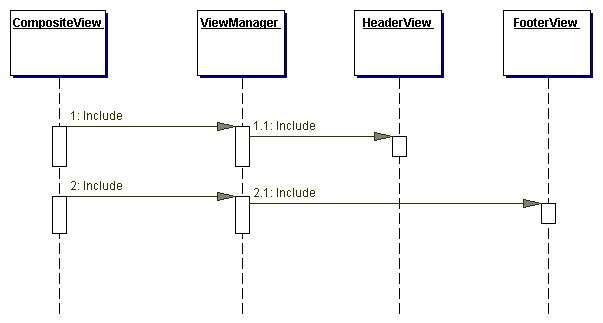 CompositeView
ViewManager
HeaderView
FooterView
1: Include
1.1: Include
2: Include
2.1: Include